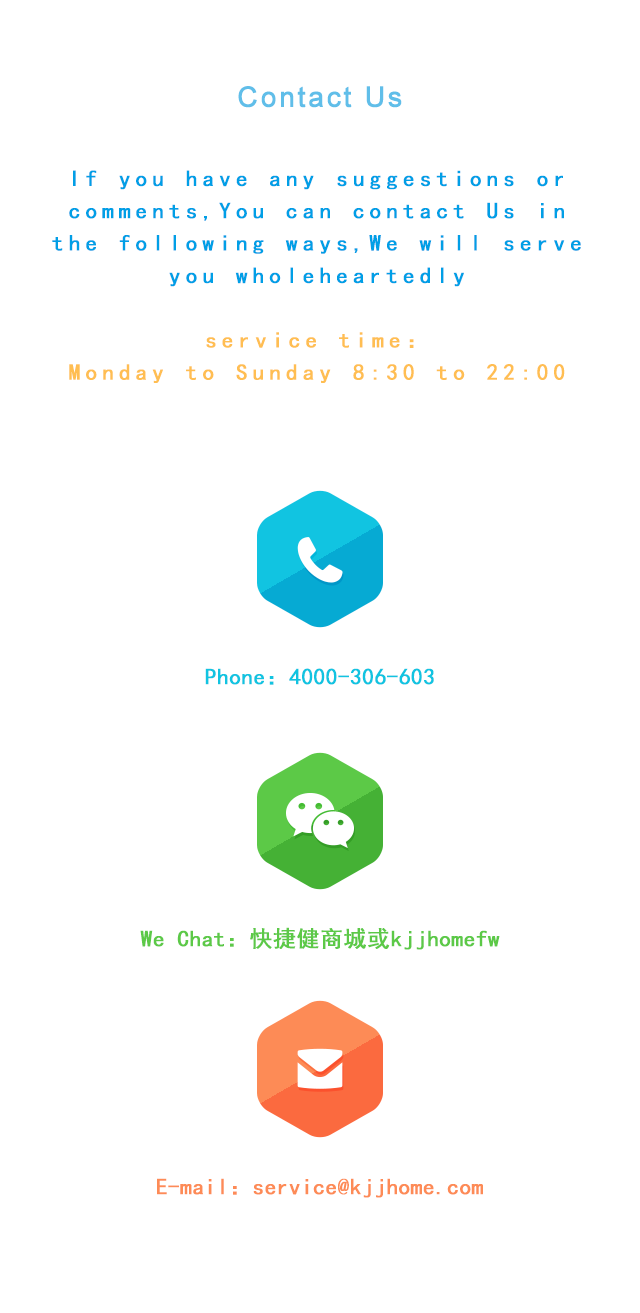 Contact Us
If you have any suggestions or
comments,You can contact Us in
the following ways,We will serve
you wholeheartedly
service time：
Monday to Sunday 8:30 to 22:00
Phone：4000-306-603
We Chat：快捷健商城或kjjhomefw
E-mail：service@kjjhome.com